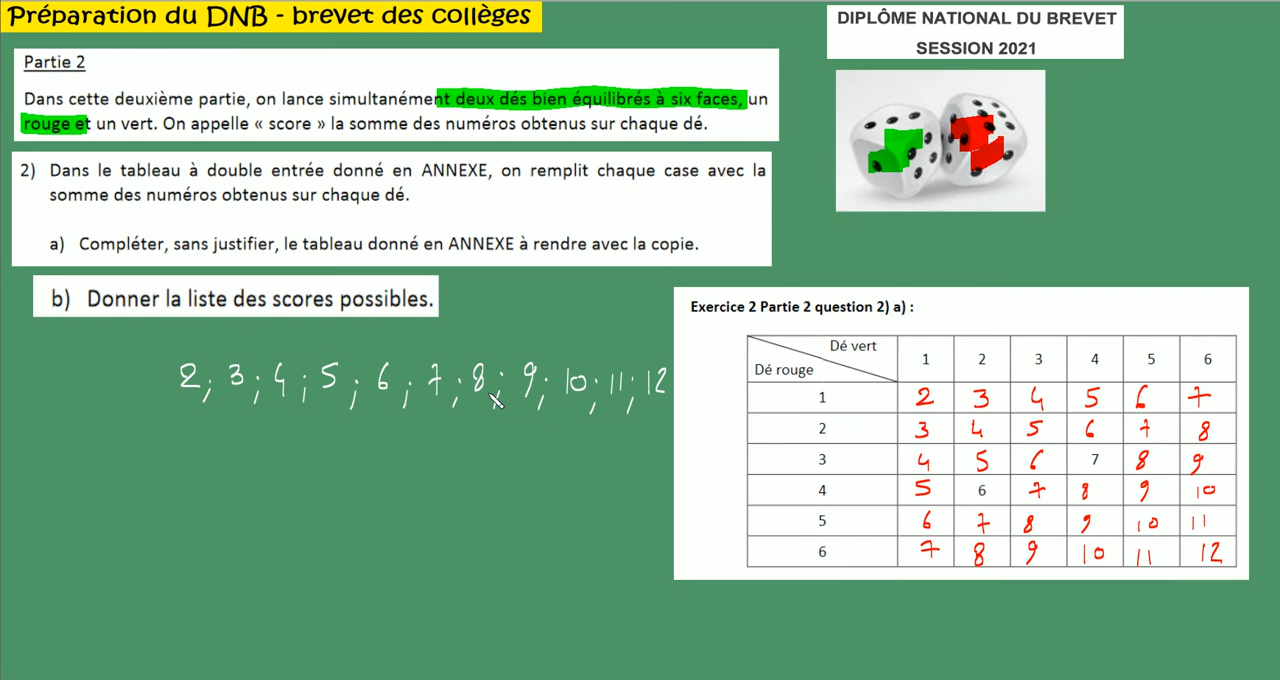 Préparation du DNB - brevet des collèges
DIPLÔME NATIONAL DU BREVET
SESSION 2021
Partie 2
Dans cette deuxième partie, on lance simultanément deux dés bien équilibrés à six faces, un
rouge et un vert. On appelle « score » la somme des numéros obtenus sur chaque dé.
2) Dans le tableau à double entrée donné en ANNEXE, on remplit chaque case avec la
somme des numéros obtenus sur chaque dé.
a) Compléter, sans justifier, le tableau donné en ANNEXE à rendre avec la copie.
b) Donner la liste des scores possibles.
2 ; 3 ; 4 ; 5 ; 6 ; 7 ; 8 ; 9 ; 10 ; 11 ; 12
Exercice 2 Partie 2 question 2) a) :
Dé vert
Dé rouge
1 2 3 4 5 6
1 2 3 4 5 6 7
2 3 4 5 6 7 8
3 4 5 6 7 8 9
4 5 6 7 8 9 10
5 6 7 8 9 10 11
6 7 8 9 10 11 12